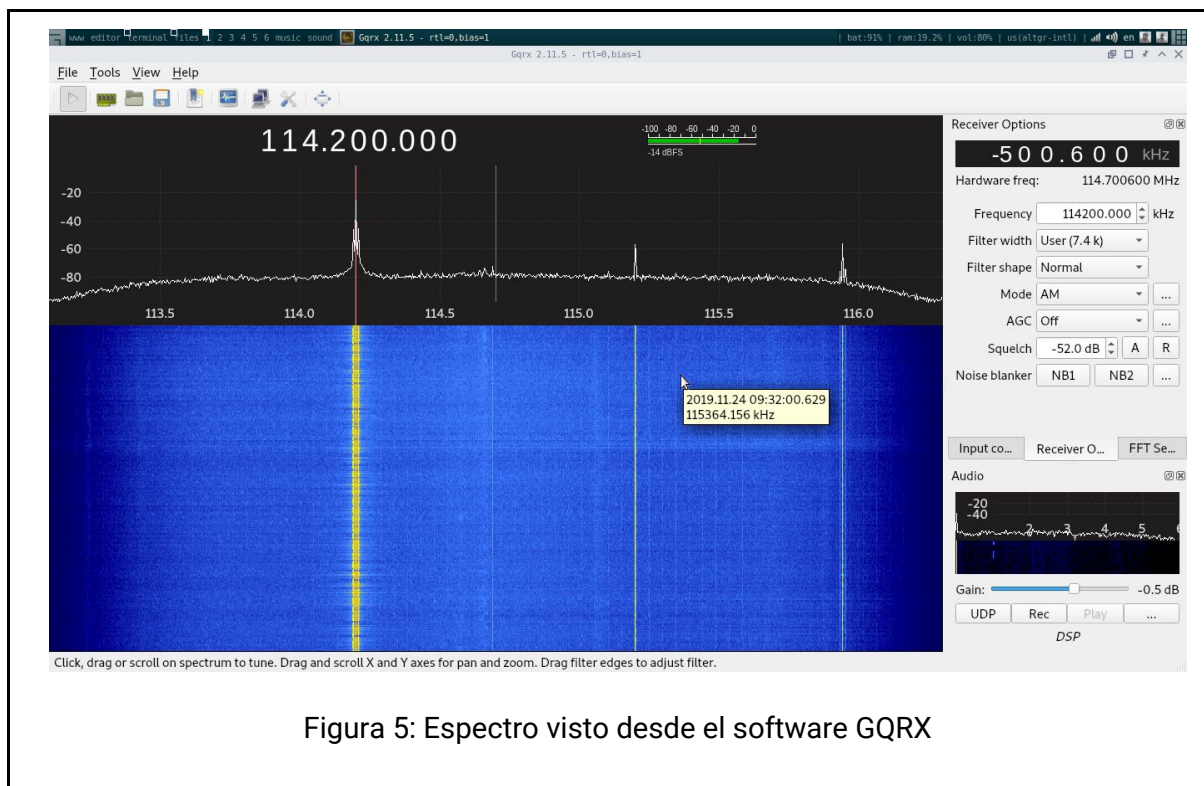 www editor terminal files 1 2 3 4 5 6 music sound Gqrx 2.11.5 - rtl=0,bias=1 | bat:91% | ram:19.2% | vol:80% | us(altgr-intl) | en
Gqrx 2.11.5 - rtl=0,bias=1
File Tools View Help
114.200.000
-100 -80 -60 -40 -20 0
-14 dBFS
-20
-40
-60
-80
113.5 114.0 114.5 115.0 115.5 116.0
2019.11.24 09:32:00.629
115364.156 kHz
Receiver Options
-500.600 kHz
Hardware freq: 114.700600 MHz
Frequency 114200.000 kHz
Filter width User (7.4 k)
Filter shape Normal
Mode AM ...
AGC Off ...
Squelch -52.0 dB A R
Noise blanker NB1 NB2 ...
Input co... Receiver O... FFT Se...
Audio
-20
-40
2 3 4 5 6
Gain: -0.5 dB
UDP Rec Play ...
DSP
Click, drag or scroll on spectrum to tune. Drag and scroll X and Y axes for pan and zoom. Drag filter edges to adjust filter.
Figura 5: Espectro visto desde el software GQRX